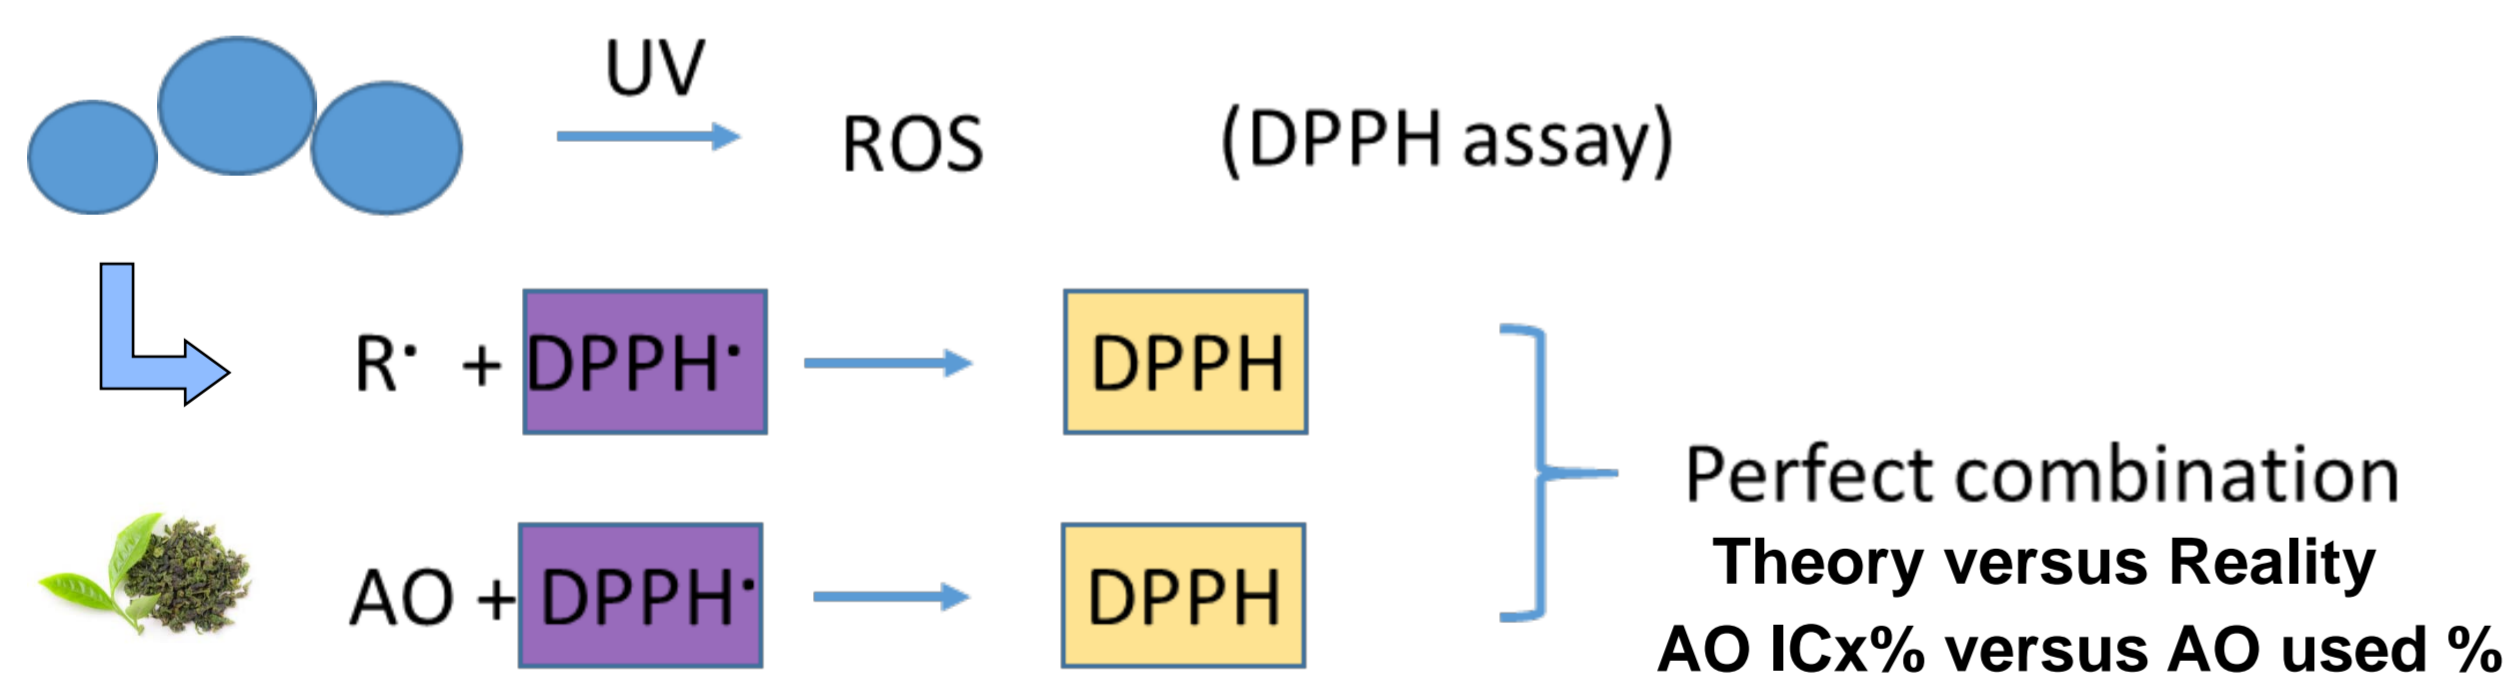 UV
ROS (DPPH assay)
R• + DPPH• DPPH
AO + DPPH• DPPH
Perfect combination
Theory versus Reality
AO ICx% versus AO used %